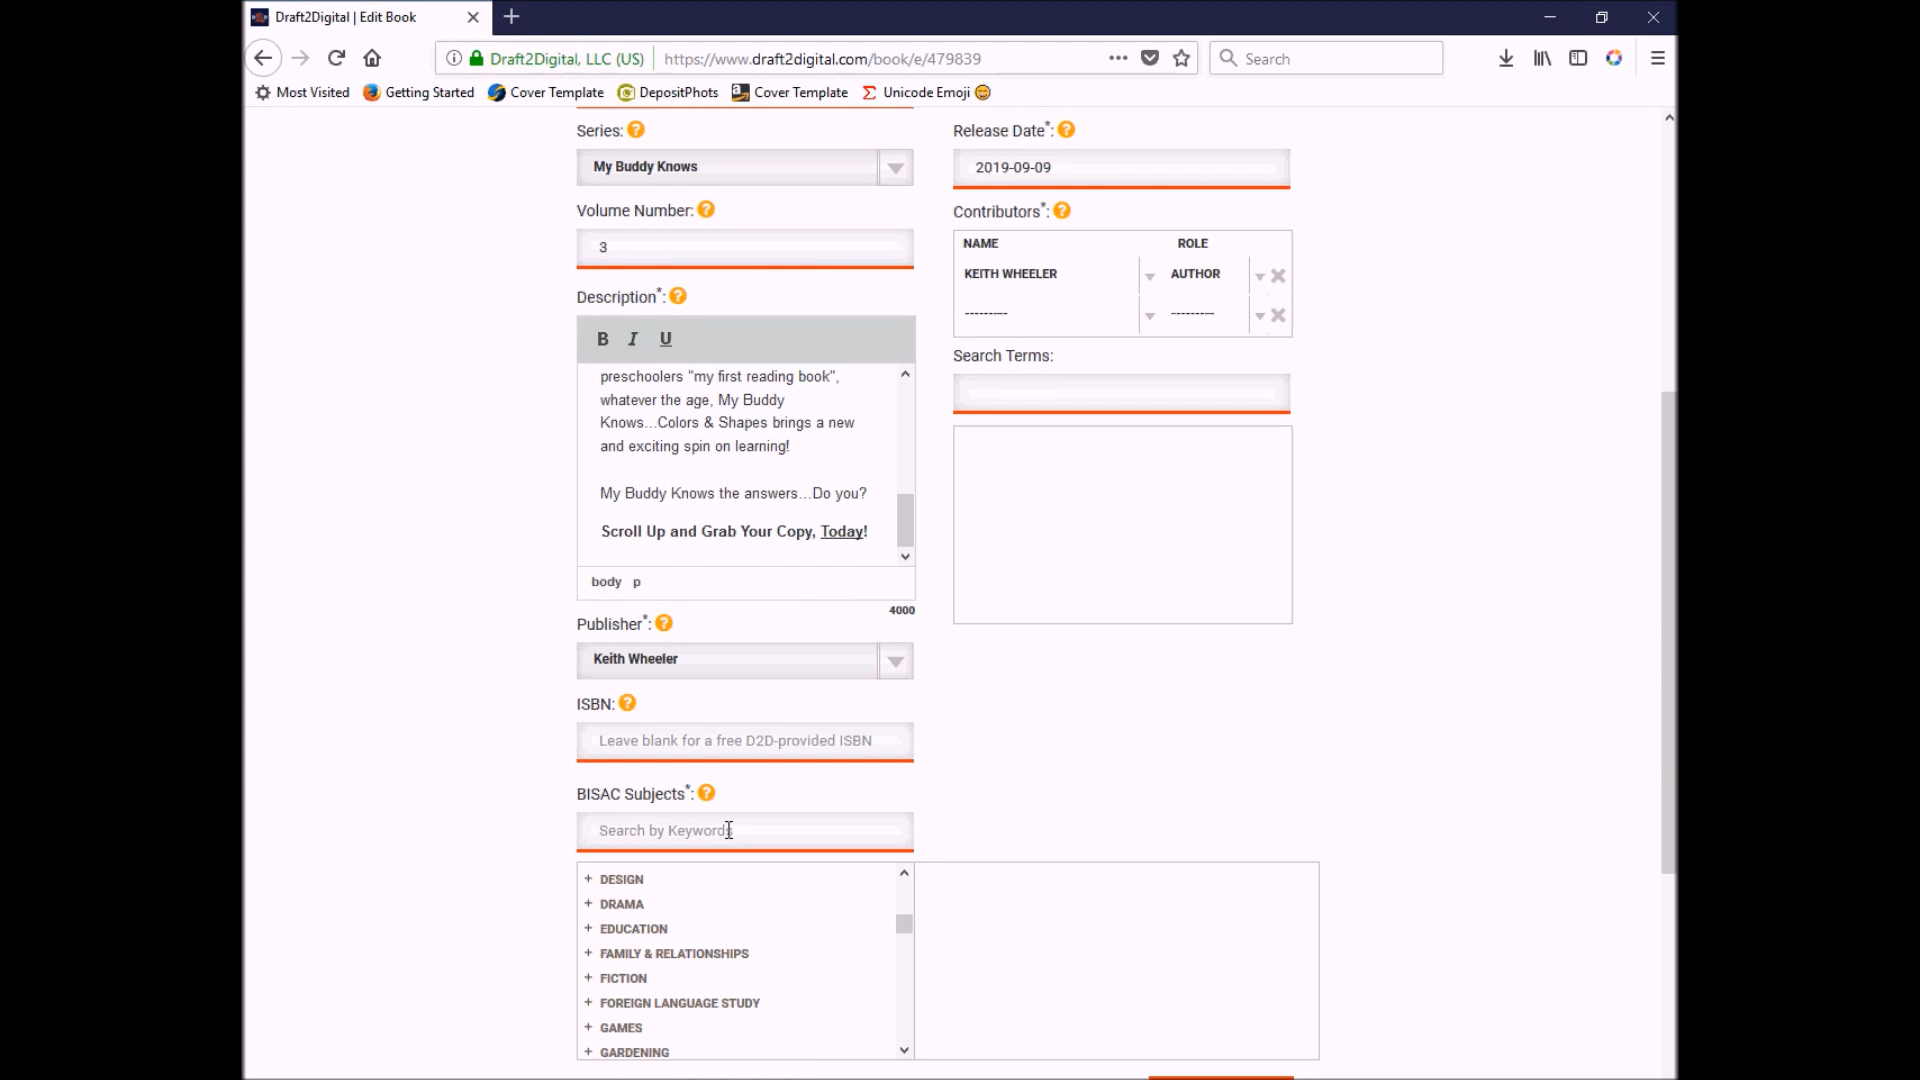 Draft2Digital | Edit Book
Draft2Digital, LLC (US)
https://www.draft2digital.com/book/e/479839
Search
Most Visited
Getting Started
Cover Template
DepositPhots
Cover Template
Unicode Emoji
Series:
My Buddy Knows
Volume Number:
3
Description*:
B I U
preschoolers "my first reading book",
whatever the age, My Buddy
Knows...Colors & Shapes brings a new
and exciting spin on learning!
My Buddy Knows the answers...Do you?
Scroll Up and Grab Your Copy, Today!
body p
4000
Publisher*:
Keith Wheeler
ISBN:
Leave blank for a free D2D-provided ISBN
BISAC Subjects*:
Search by Keywords
+ DESIGN
+ DRAMA
+ EDUCATION
+ FAMILY & RELATIONSHIPS
+ FICTION
+ FOREIGN LANGUAGE STUDY
+ GAMES
+ GARDENING
Release Date*:
2019-09-09
Contributors*:
NAME ROLE
KEITH WHEELER AUTHOR
--------- ---------
Search Terms: